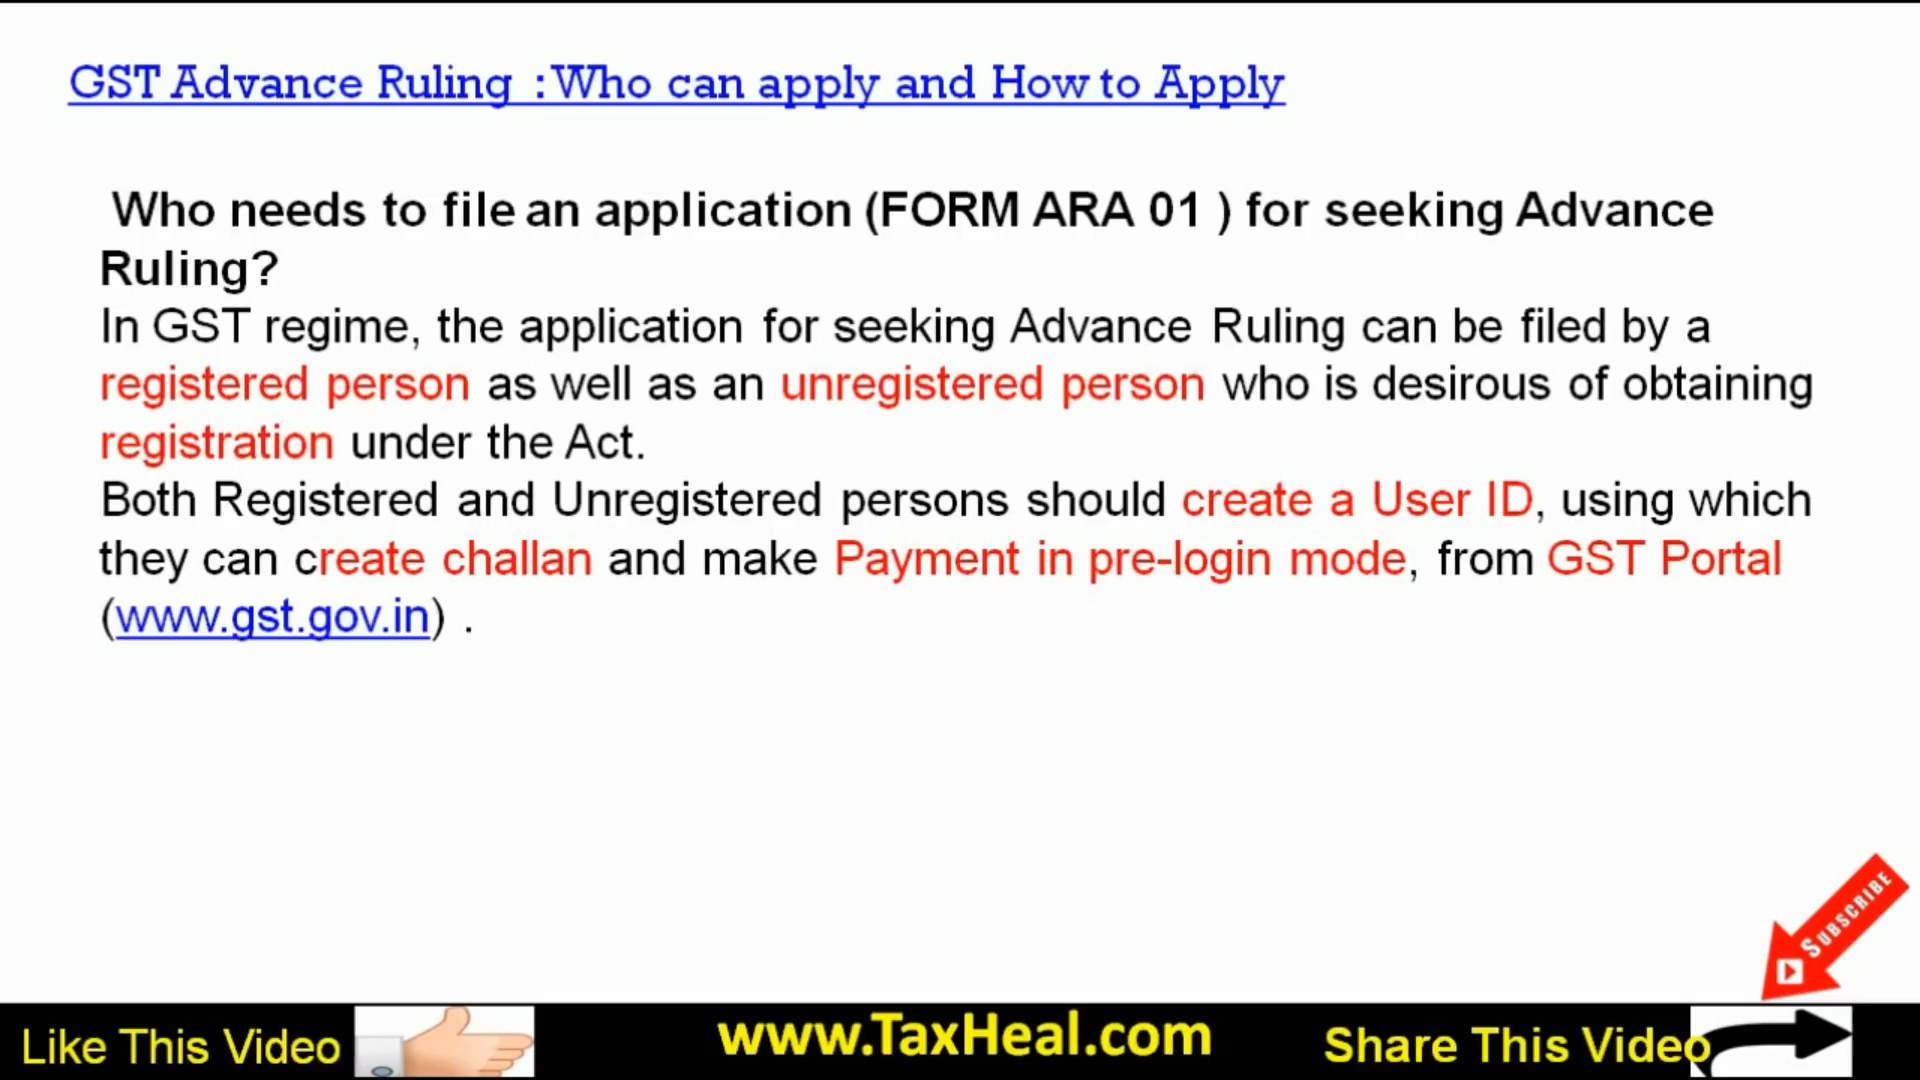 GST Advance Ruling : Who can apply and How to Apply
Who needs to file an application (FORM ARA 01 ) for seeking Advance
Ruling?
In GST regime, the application for seeking Advance Ruling can be filed by a
registered person as well as an unregistered person who is desirous of obtaining
registration under the Act.
Both Registered and Unregistered persons should create a User ID, using which
they can create challan and make Payment in pre-login mode, from GST Portal
(www.gst.gov.in) .
SUBSCRIBE
Like This Video
www.TaxHeal.com
Share This Video